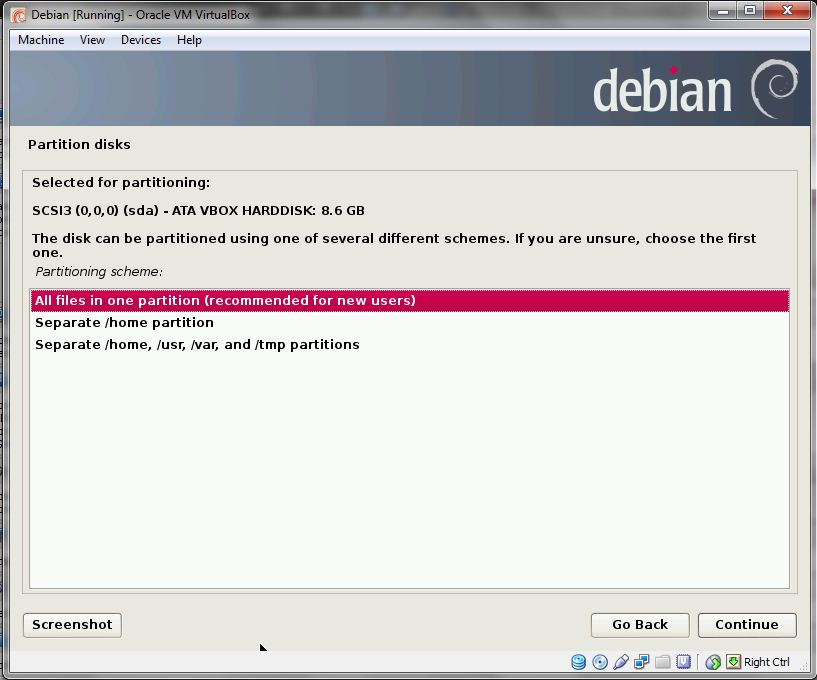 Debian [Running] - Oracle VM VirtualBox
Machine View Devices Help
debian
Partition disks
Selected for partitioning:
SCSI3 (0,0,0) (sda) - ATA VBOX HARDDISK: 8.6 GB
The disk can be partitioned using one of several different schemes. If you are unsure, choose the first
one.
Partitioning scheme:
All files in one partition (recommended for new users)
Separate /home partition
Separate /home, /usr, /var, and /tmp partitions
Screenshot Go Back Continue
Right Ctrl